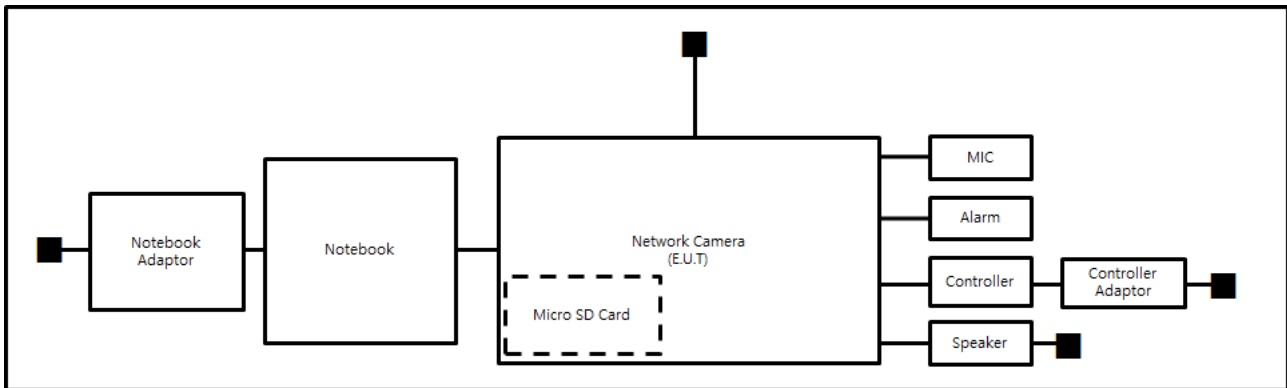 MIC
Alarm
Notebook
Adaptor
Notebook
Network Camera
(E.U.T)
Controller
Controller
Adaptor
Micro SD Card
Speaker